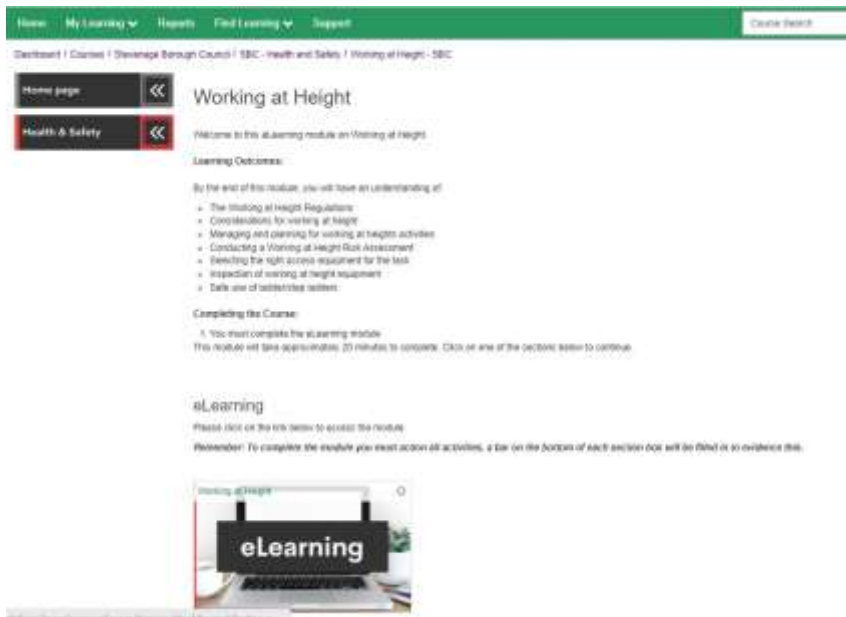 Home My Learning Reports Find Learning Support Course Search
Dashboard / Courses / Stevenage Borough Council / SBC - Health and Safety / Working at Height - SBC
Home page
Health & Safety
Working at Height
Welcome to this eLearning module on Working at Height
Learning Outcomes:
By the end of this module, you will have an understanding of
The Working at Height Regulations
Considerations for working at height
Managing and planning for working at heights activities
Conducting a Working at Height Risk Assessment
Selecting the right access equipment for the task
Inspection of working at height equipment
Safe use of ladder/step ladders
Completing the Course:
1. You must complete the eLearning module
This module will take approximately 20 minutes to complete. Click on one of the sections below to continue.
eLearning
Please click on the link below to access the module
Remember: To complete the module you must action all activities, a bar on the bottom of each section box will be filled in to evidence this.
Working at Height
eLearning